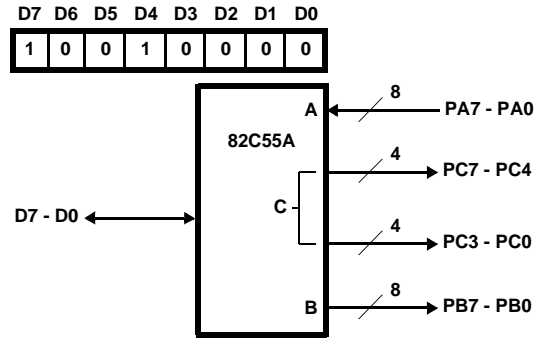 D7 D6 D5 D4 D3 D2 D1 D0
1 0 0 1 0 0 0 0
8
A
PA7 - PA0
82C55A
4
PC7 - PC4
C
D7 - D0
4
PC3 - PC0
8
B
PB7 - PB0